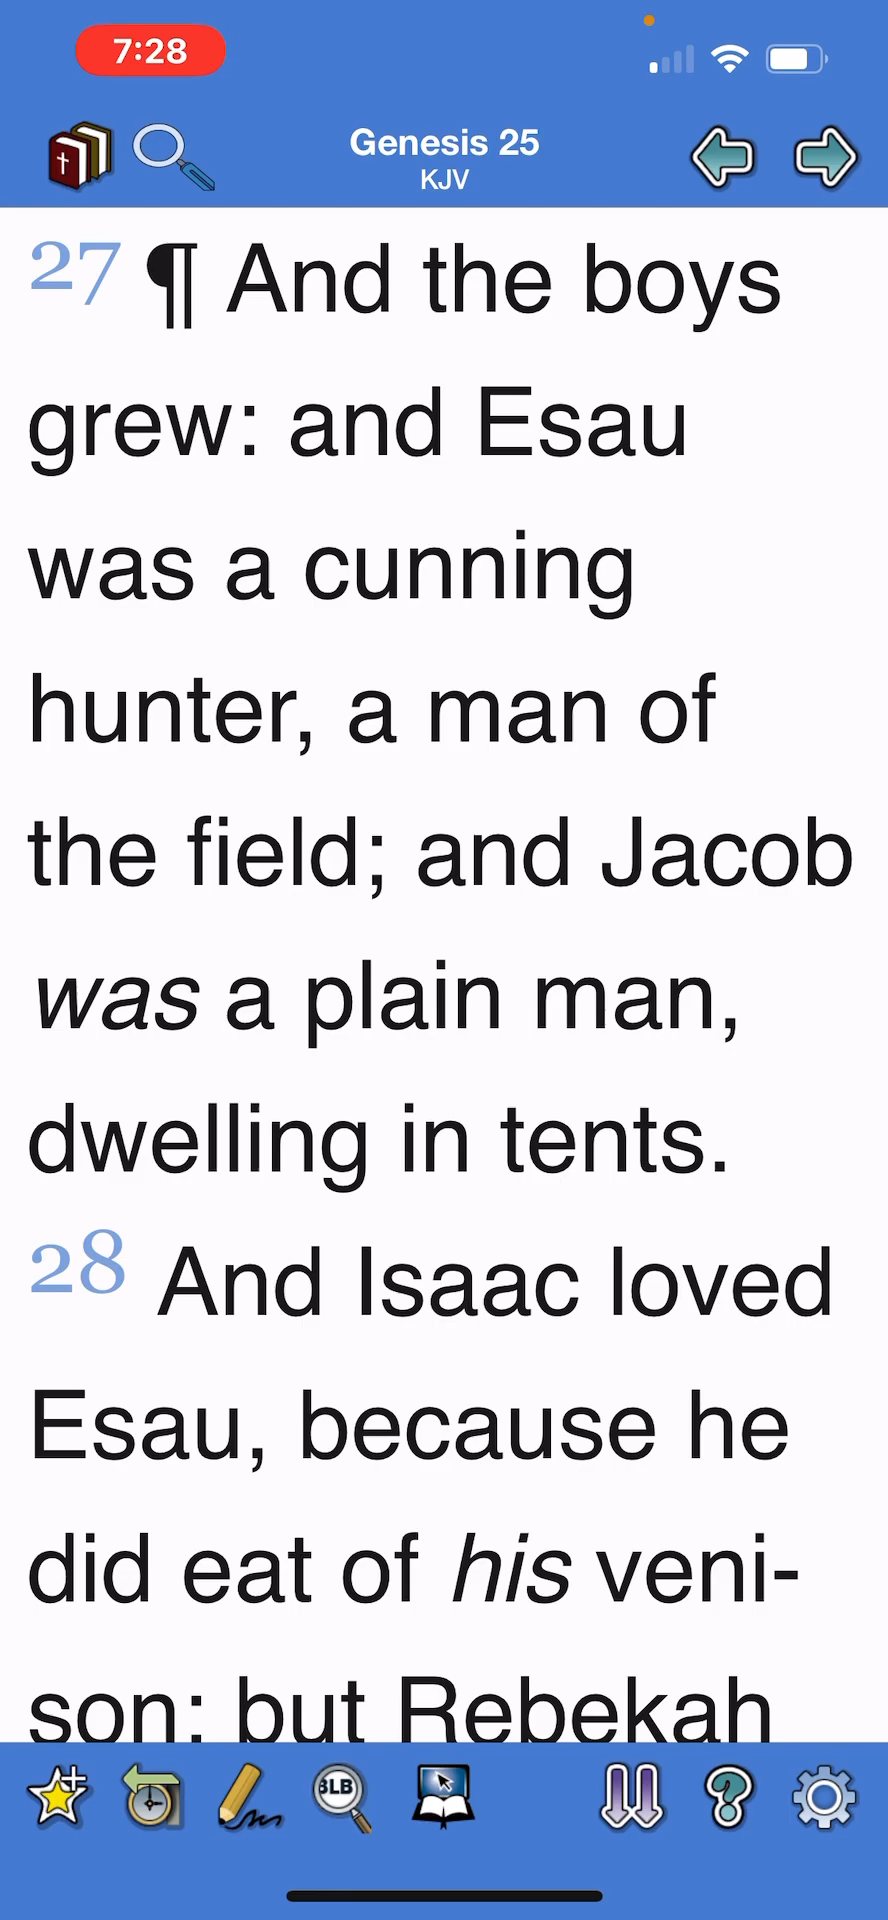 7:28
Genesis 25
KJV
27 ¶ And the boys
grew: and Esau
was a cunning
hunter, a man of
the field; and Jacob
was a plain man,
dwelling in tents.
28 And Isaac loved
Esau, because he
did eat of his veni-
son: but Rebekah
BLB